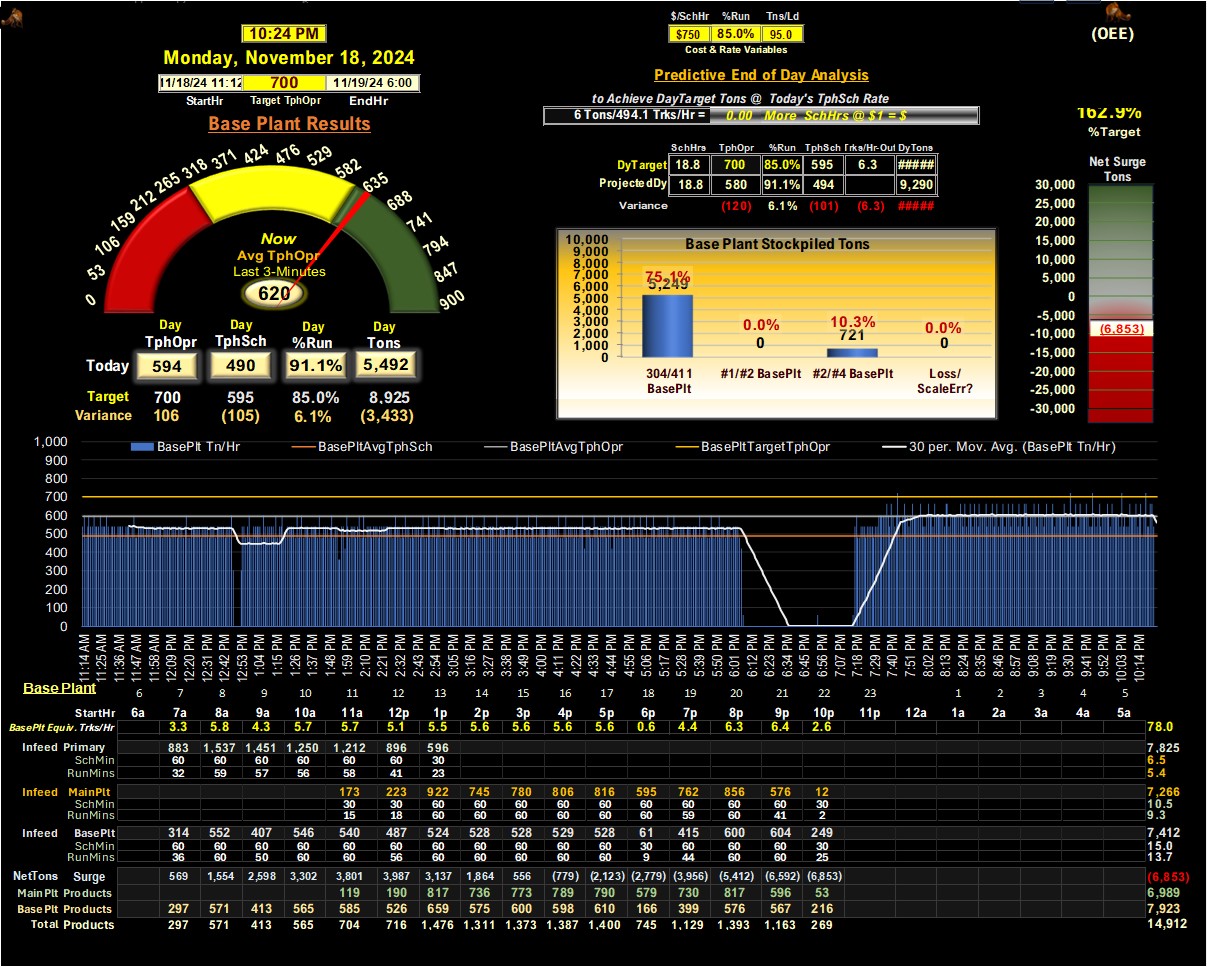 $/SchHr %Run Tns/Ld
$750 85.0% 95.0
Cost & Rate Variables
(OEE)
10:24 PM
Monday, November 18, 2024
11/18/24 11:12 700 11/19/24 6:00
StartHr Target TphOpr EndHr
Base Plant Results
Predictive End of Day Analysis
to Achieve DayTarget Tons @ Today's TphSch Rate
6 Tons/494.1 Trks/Hr = 0.00 More SchHrs @ $1 = $
162.9%
%Target
SchHrs TphOpr %Run TphSch Trks/Hr-Out DyTons
DyTarget 18.8 700 85.0% 595 6.3 #####
ProjectedDy 18.8 580 91.1% 494 9,290
Variance (120) 6.1% (101) (6.3) #####
0 53 106 159 212 265 318 371 424 476 529 582 635 688 741 794 847 900
Now
Avg TphOpr
Last 3-Minutes
620
Day Day Day Day
TphOpr TphSch %Run Tons
Today 594 490 91.1% 5,492
Target 700 595 85.0% 8,925
Variance 106 (105) 6.1% (3,433)
Base Plant Stockpiled Tons
10,000
9,000
8,000
7,000
6,000
5,000
4,000
3,000
2,000
1,000
0
75.1% 0.0% 10.3% 0.0%
5,249 0 721 0
304/411 #1/#2 BasePlt #2/#4 BasePlt Loss/
BasePlt ScaleErr?
Net Surge
Tons
30,000
25,000
20,000
15,000
10,000
5,000
0
-5,000
-10,000
-15,000
-20,000
-25,000
-30,000
(6,853)
BasePlt Tn/Hr BasePltAvgTphSch BasePltAvgTphOpr BasePltTargetTphOpr 30 per. Mov. Avg. (BasePlt Tn/Hr)
1,000
900
800
700
600
500
400
300
200
100
0
11:14 AM 11:25 AM 11:36 AM 11:47 AM 11:58 AM 12:09 PM 12:20 PM 12:31 PM 12:42 PM 12:53 PM 1:04 PM 1:15 PM 1:26 PM 1:37 PM 1:48 PM 1:59 PM 2:10 PM 2:21 PM 2:32 PM 2:43 PM 2:54 PM 3:05 PM 3:16 PM 3:27 PM 3:38 PM 3:49 PM 4:00 PM 4:11 PM 4:22 PM 4:33 PM 4:44 PM 4:55 PM 5:06 PM 5:17 PM 5:28 PM 5:39 PM 5:50 PM 6:01 PM 6:12 PM 6:23 PM 6:34 PM 6:45 PM 6:56 PM 7:07 PM 7:18 PM 7:29 PM 7:40 PM 7:51 PM 8:02 PM 8:13 PM 8:24 PM 8:35 PM 8:46 PM 8:57 PM 9:08 PM 9:19 PM 9:30 PM 9:41 PM 9:52 PM 10:03 PM 10:14 PM
Base Plant 6 7 8 9 10 11 12 13 14 15 16 17 18 19 20 21 22 23 1 2 3 4 5
StartHr 6a 7a 8a 9a 10a 11a 12p 1p 2p 3p 4p 5p 6p 7p 8p 9p 10p 11p 12a 1a 2a 3a 4a 5a
BasePlt Equiv. Trks/Hr 3.3 5.8 4.3 5.7 5.7 5.1 5.5 5.6 5.6 5.6 5.6 0.6 4.4 6.3 6.4 2.6 78.0
Infeed Primary 883 1,537 1,451 1,250 1,212 896 596 7,825
SchMin 60 60 60 60 60 60 30 6.5
RunMins 32 59 57 56 58 41 23 5.4
Infeed MainPlt 173 223 922 745 780 806 816 595 762 856 576 12 7,266
SchMin 30 30 60 60 60 60 60 60 60 60 60 30 10.5
RunMins 15 18 60 60 60 60 60 60 59 60 41 2 9.3
Infeed BasePlt 314 552 407 546 540 487 524 528 528 529 528 61 415 600 604 249 7,412
SchMin 60 60 60 60 60 60 60 60 60 60 60 30 60 60 60 30 15.0
RunMins 36 60 50 60 60 56 60 60 60 60 60 9 44 60 60 25 13.7
NetTons Surge 569 1,554 2,598 3,302 3,801 3,987 3,137 1,864 556 (779) (2,123) (2,779) (3,956) (5,412) (6,592) (6,853) (6,853)
MainPlt Products 119 190 817 736 773 789 790 579 730 817 596 53 6,989
BasePlt Products 297 571 413 565 585 526 659 575 600 598 610 166 399 576 567 216 7,923
Total Products 297 571 413 565 704 716 1,476 1,311 1,373 1,387 1,400 745 1,129 1,393 1,163 269 14,912